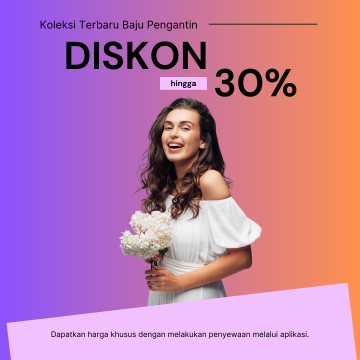 Koleksi Terbaru Baju Pengantin
DISKON
hingga
30%
Dapatkan harga khusus dengan melakukan penyewaan melalui aplikasi.